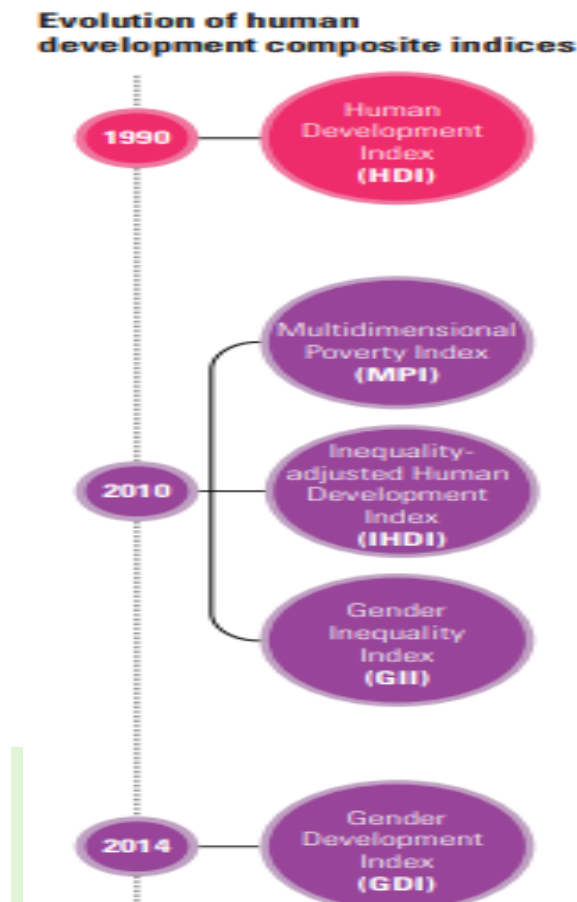 Evolution of human
development composite indices
1990
Human
Development
Index
(HDI)
Multidimensional
Poverty Index
(MPI)
2010
Inequality-
adjusted Human
Development
Index
(IHDI)
Gender
Inequality
Index
(GII)
2014
Gender
Development
Index
(GDI)